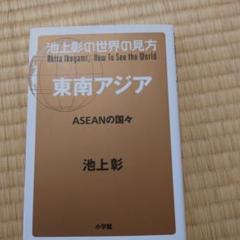 池上彰の世界の見方
Akira Ikegami, How To See the World
東南アジア
ASEANの国々
池上彰
小学館